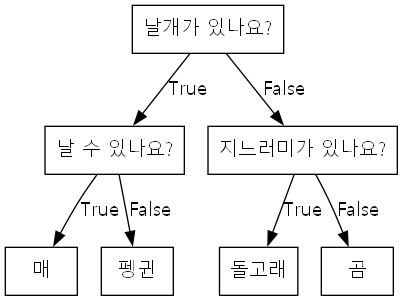 날개가 있나요?
True
False
날 수 있나요?
지느러미가 있나요?
True
False
True
False
매
펭귄
돌고래
곰